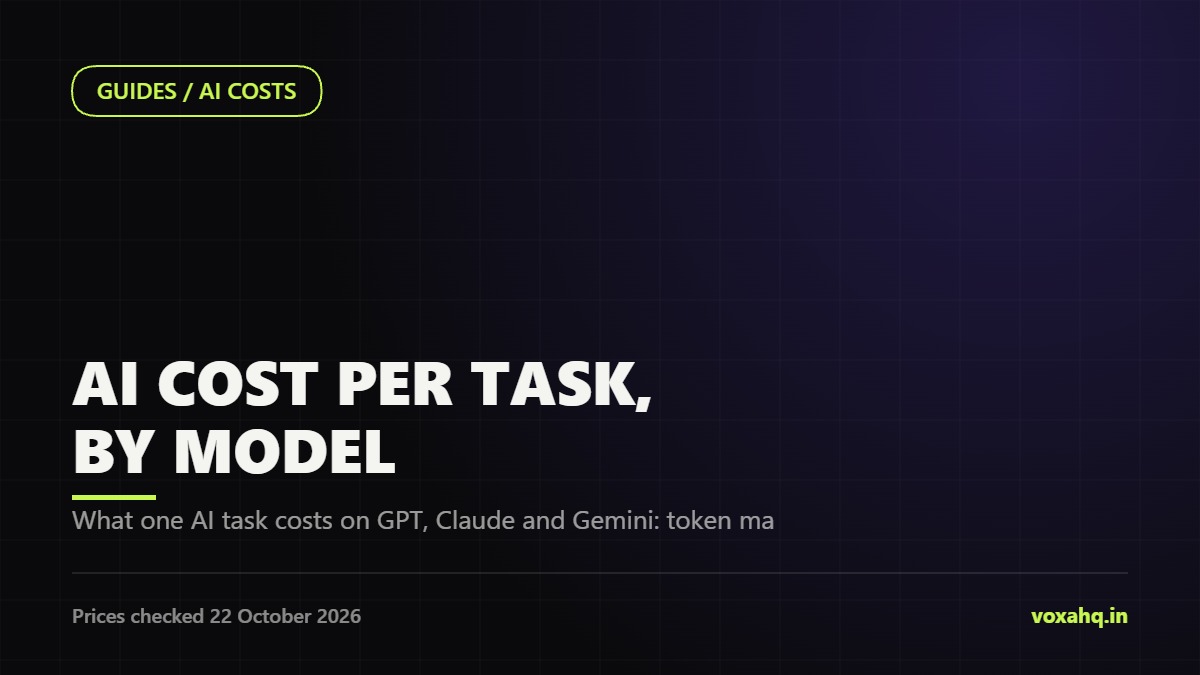 GUIDES / AI COSTS
AI COST PER TASK,
BY MODEL
What one AI task costs on GPT, Claude and Gemini: token ma
Prices checked 22 October 2026
voxahq.in